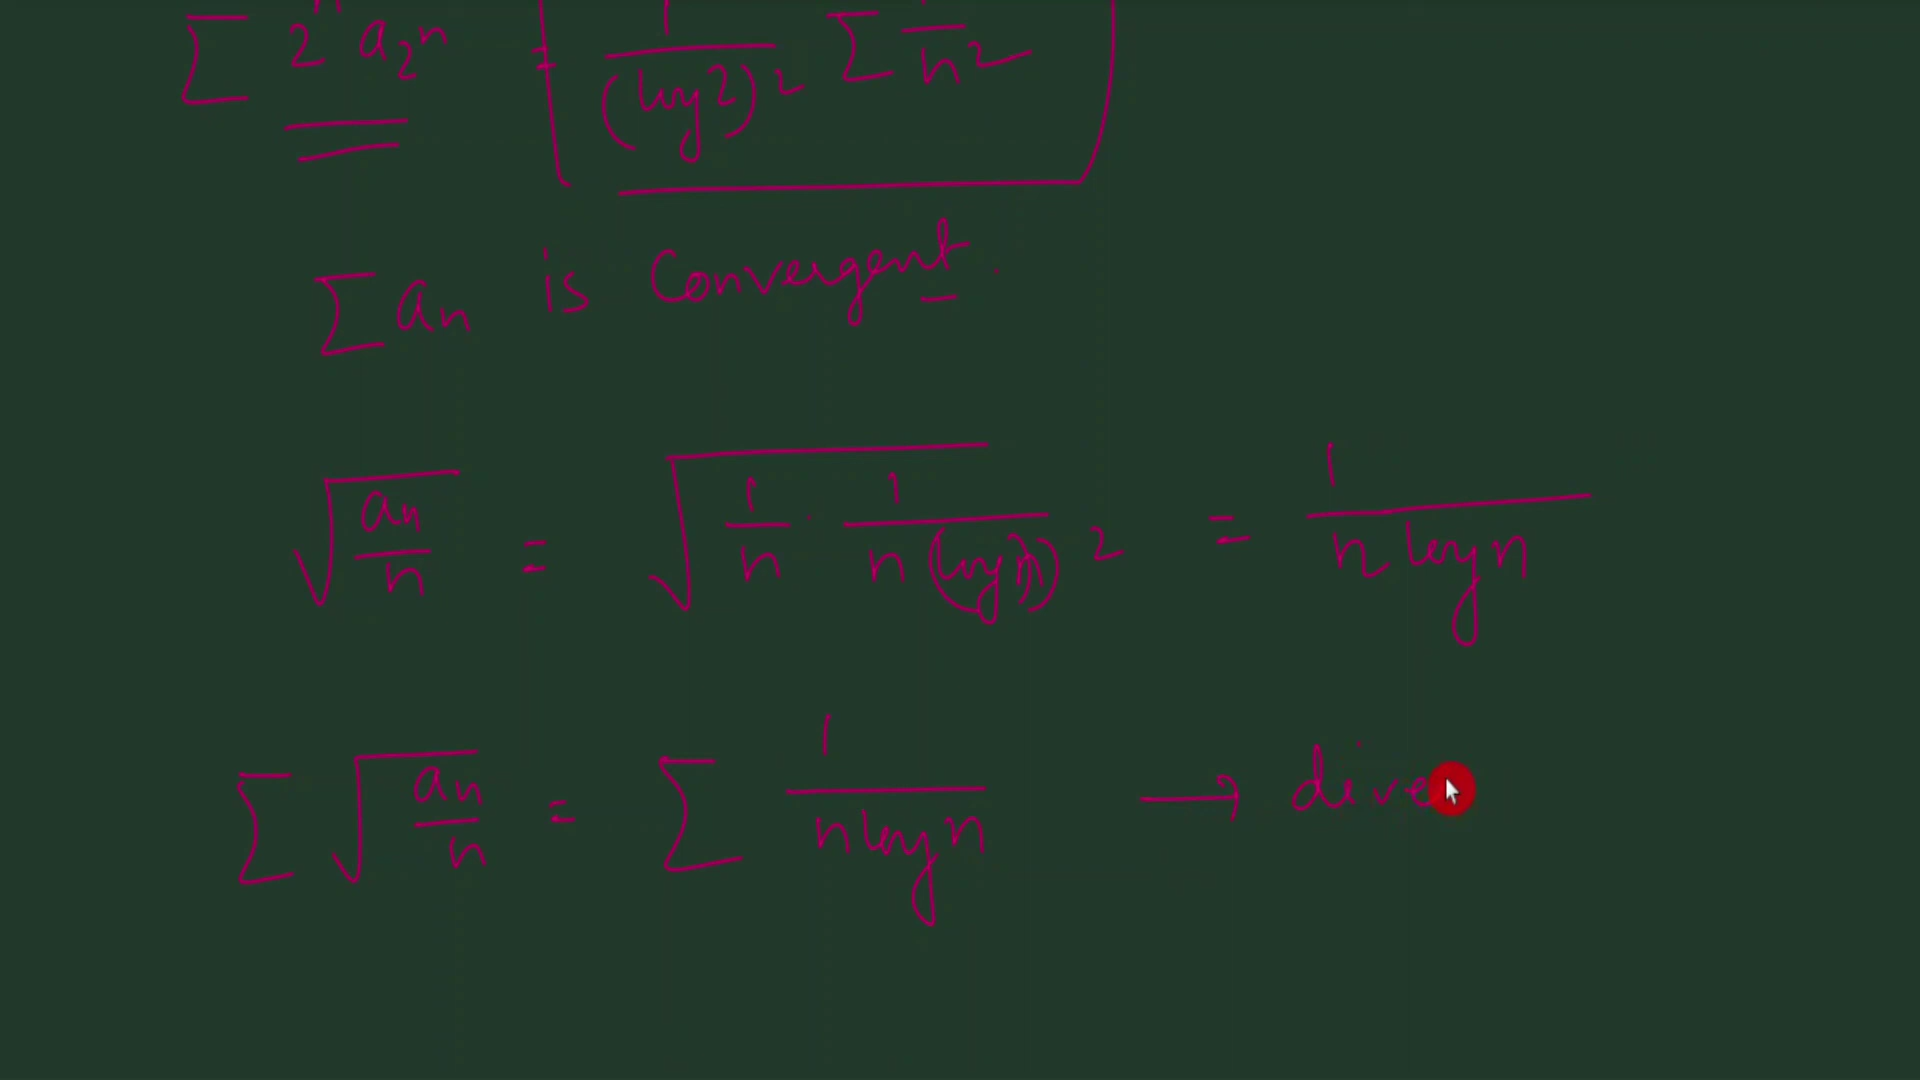 ∑ 2ⁿ a₂ⁿ = 1/(log 2)² ∑ 1/n²
∑ aₙ is Convergent.
√(aₙ/n) = √(1/n · 1/(n (log n)²)) = 1/(n log n)
∑ √(aₙ/n) = ∑ 1/(n log n) → dive